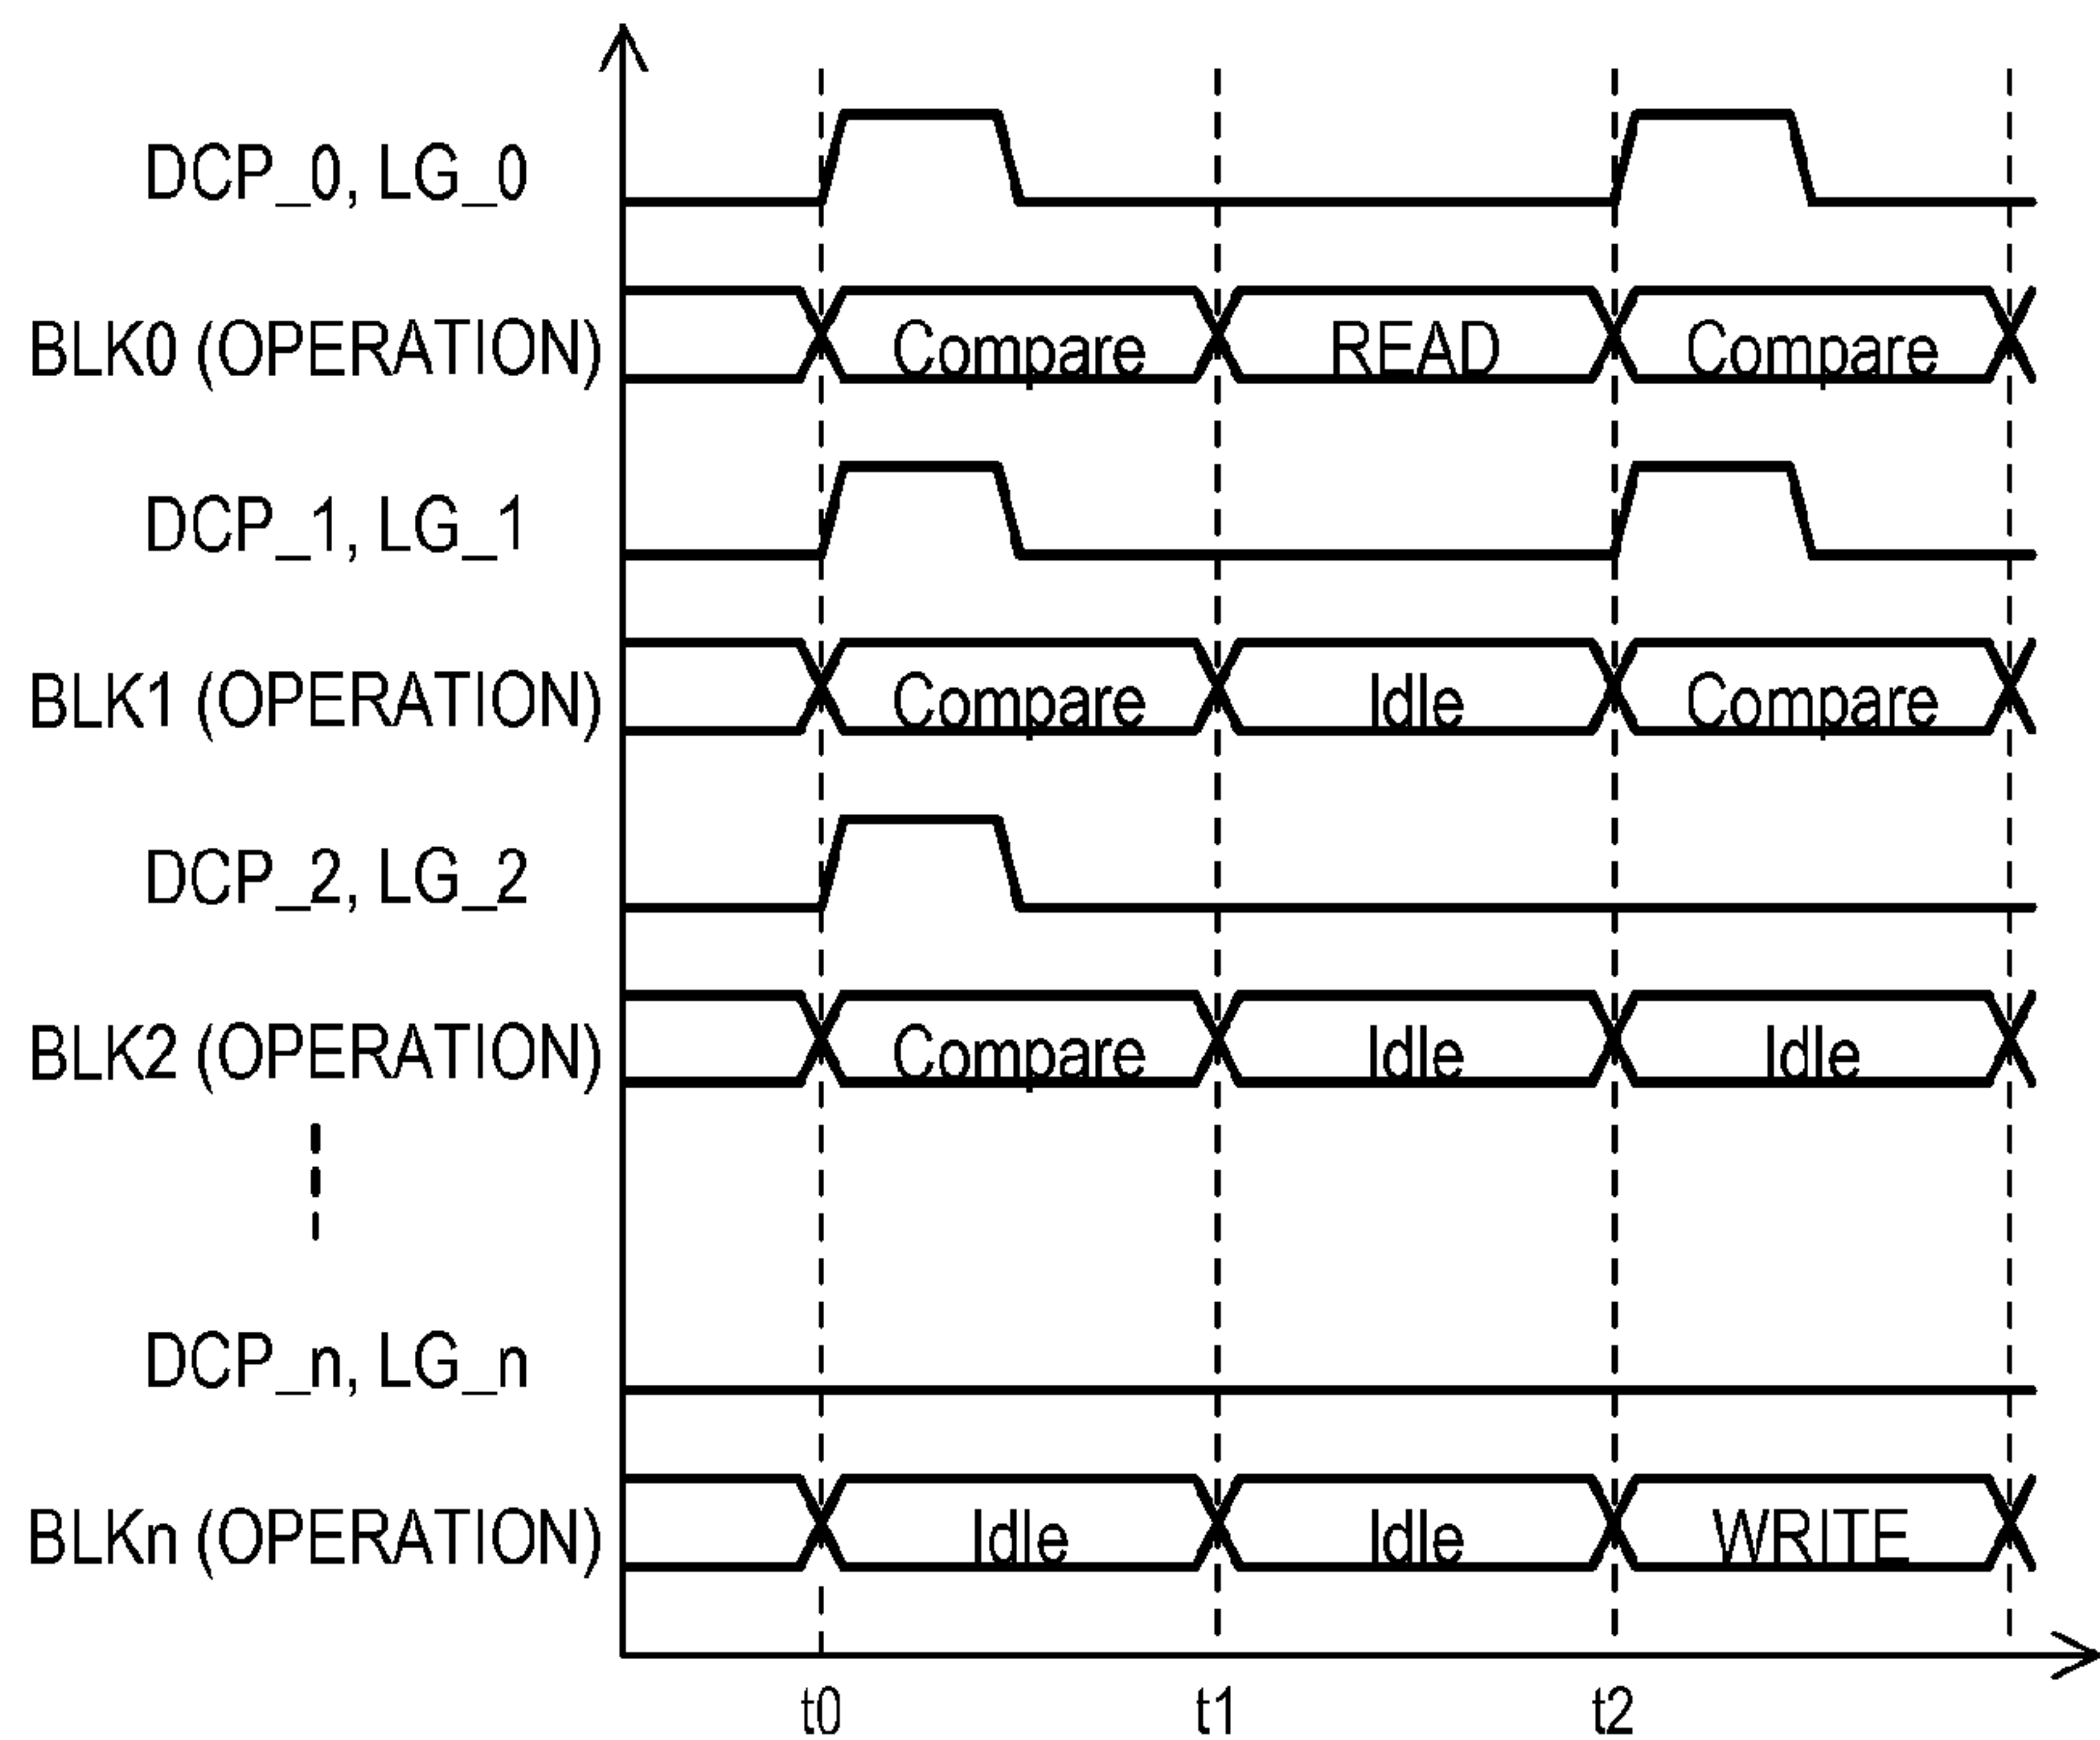 DCP_0, LG_0
BLK0 (OPERATION) Compare READ Compare
DCP_1, LG_1
BLK1 (OPERATION) Compare Idle Compare
DCP_2, LG_2
BLK2 (OPERATION) Compare Idle Idle
DCP_n, LG_n
BLKn (OPERATION) Idle Idle WRITE
t0 t1 t2